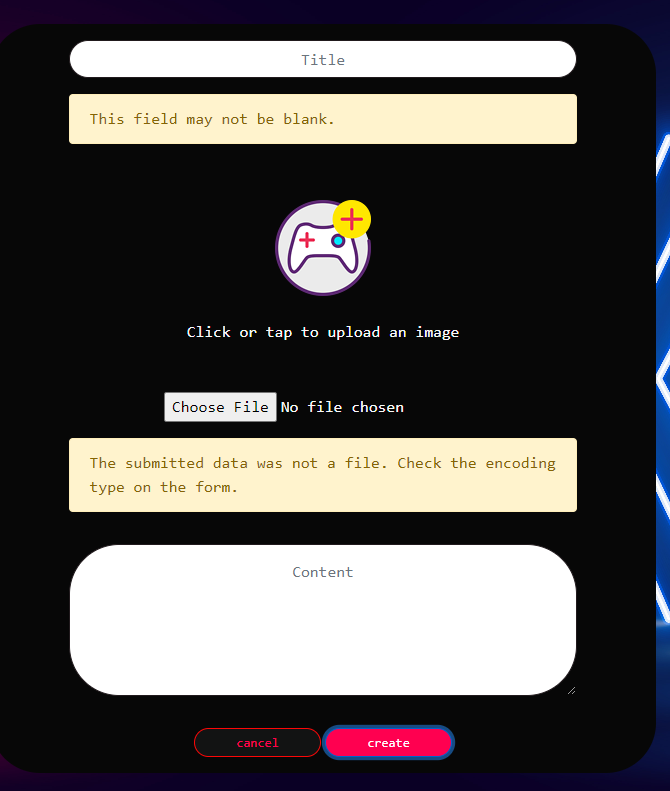 Title
This field may not be blank.
Click or tap to upload an image
Choose File No file chosen
The submitted data was not a file. Check the encoding
type on the form.
Content
cancel create